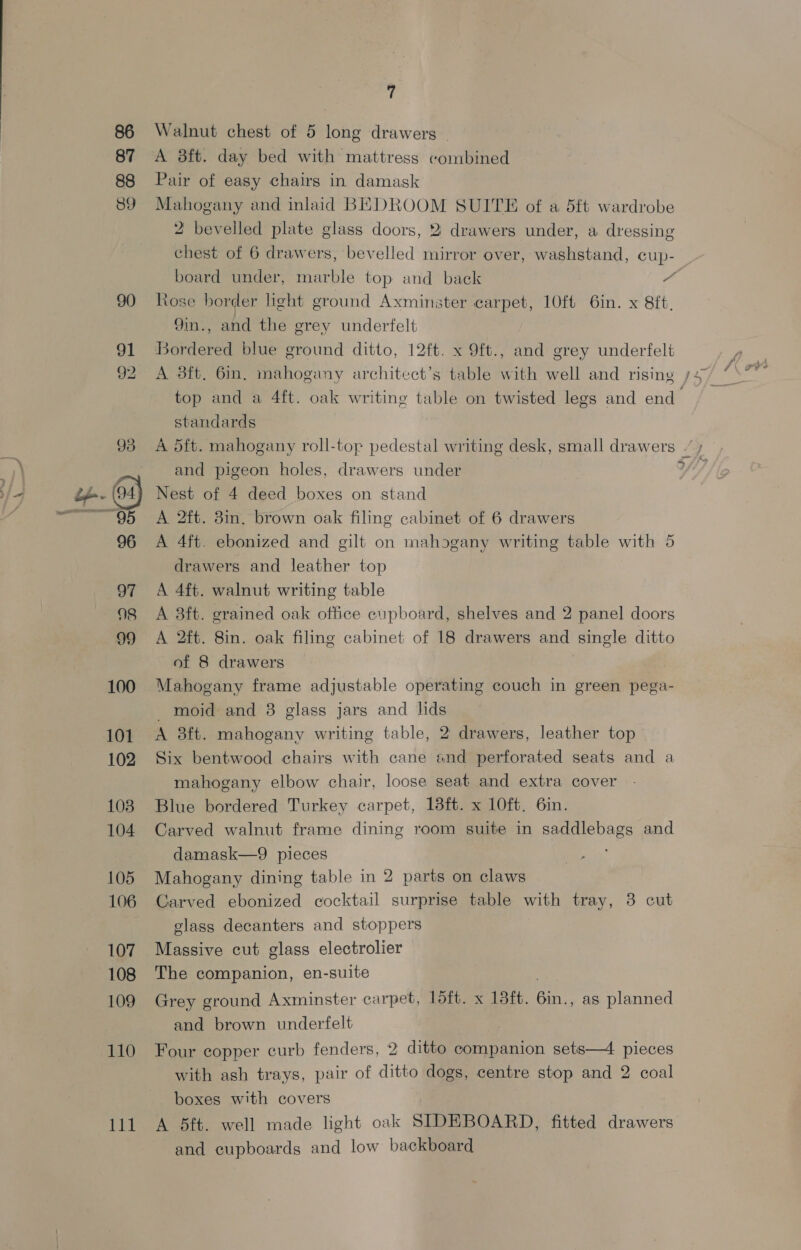 7
86 Walnut chest of 5 long drawers
87 A 3ft. day bed with mattress combined
88 Pair of easy chairs in damask
89 Mahogany and inlaid BEDROOM SUITE of a 5ft wardrobe
2 bevelled plate glass doors, 2 drawers under, a dressing
chest of 6 drawers, bevelled mirror over, washstand, cup-
board under, marble top and back
90 Rose border light ground Axminster carpet, 10ft 6in. x 8ft.
9in., and the grey underfelt
91 Bordered blue ground ditto, 12ft. x 9ft., and grey underfelt
92 A 3ft. 6in. mahogany architect's table with well and rising
top and a 4ft. oak writing table on twisted legs and end
standards
93 A 5ft. mahogany roll-top pedestal writing desk, small drawers
and pigeon holes, drawers under
94 Nest of 4 deed boxes on stand
95 A 2ft. 3in. brown oak filing cabinet of 6 drawers
96 A 4ft. ebonized and gilt on mahogany writing table with 5
drawers and leather top
97 A 4ft. walnut writing table
98 A 3ft. grained oak office cupboard, shelves and 2 panel doors
99 A 2ft. 8in. oak filing cabinet of 18 drawers and single ditto
of 8 drawers
100 Mahogany frame adjustable operating couch in green pega-
moid and 3 glass jars and lids
101 A 3ft. mahogany writing table, 2 drawers, leather top
102 Six bentwood chairs with cane and perforated seats and a
mahogany elbow chair, loose seat and extra cover
103 Blue bordered Turkey carpet, 13ft. x 10ft. 6in.
104 Carved walnut frame dining room suite in saddlebags and
damask—9 pieces
105 Mahogany dining table in 2 parts on claws
106 Carved ebonized cocktail surprise table with tray, 3 cut
glass decanters and stoppers
107 Massive cut glass electrolier
108 The companion, en-suite
109 Grey ground Axminster carpet, 15ft. x 13ft. 6in., as planned
and brown underfelt
110 Four copper curb fenders, 2 ditto companion sets—4 pieces
with ash trays, pair of ditto dogs, centre stop and 2 coal
boxes with covers
111 A 5ft. well made light oak SIDEBOARD, fitted drawers
and cupboards and low backboard